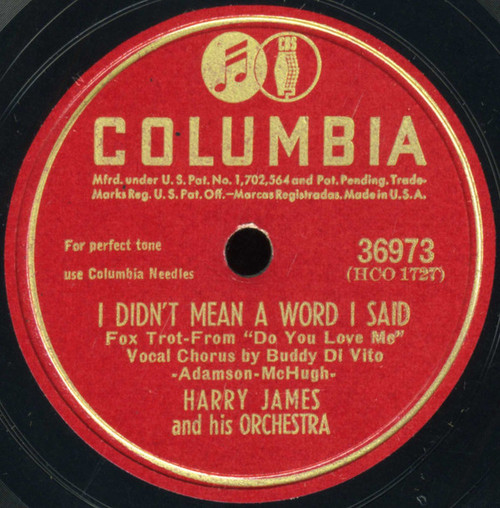 CBS
COLUMBIA
Mfrd. under U.S. Pat. No. 1,702,564 and Pat. Pending. Trade-
Marks Reg. U.S. Pat. Off.—Marcas Registradas. Made in U.S.A.
For perfect tone
use Columbia Needles
36973
(HCO 1727)
I DIDN'T MEAN A WORD I SAID
Fox Trot-From "Do You Love Me"
Vocal Chorus by Buddy Di Vito
-Adamson-McHugh-
HARRY JAMES
and his ORCHESTRA